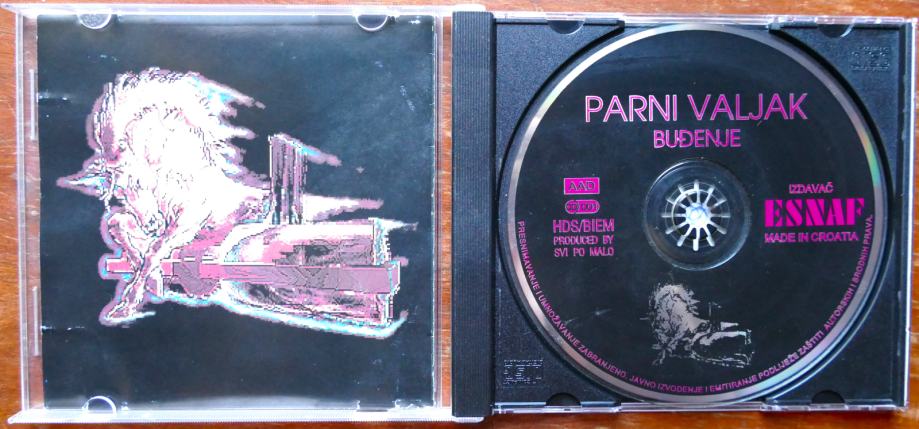 PARNI VALJAK
BUĐENJE
AAD
HDS/BIEM
PRODUCED BY
SVI PO MALO
IZDAVAČ
ESNAF
MADE IN CROATIA
PRESNIMAVANJE I UMNOŽAVANJE ZABRANJENO, JAVNO IZVOĐENJE I EMITIRANJE PODLIJEŽE ZAŠTITI AUTORSKIH I SRODNIH PRAVA.